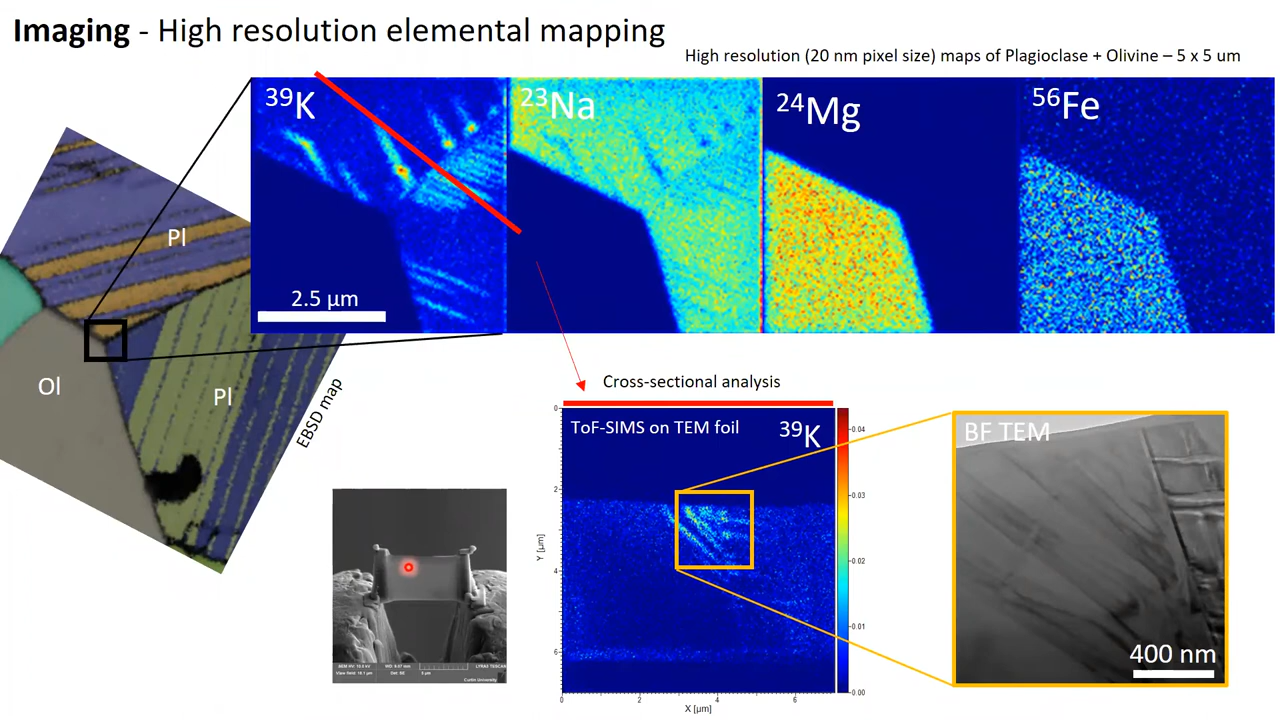 Imaging - High resolution elemental mapping
High resolution (20 nm pixel size) maps of Plagioclase + Olivine – 5 x 5 um
39K
23Na
24Mg
56Fe
2.5 µm
Pl
Ol
Pl
EBSD map
Cross-sectional analysis
ToF-SIMS on TEM foil
39K
0
2
4
6
Y [µm]
0
2
4
6
X [µm]
0.04
0.03
0.02
0.01
0.00
BF TEM
400 nm
LYRA3 TESCAN
Curtin University